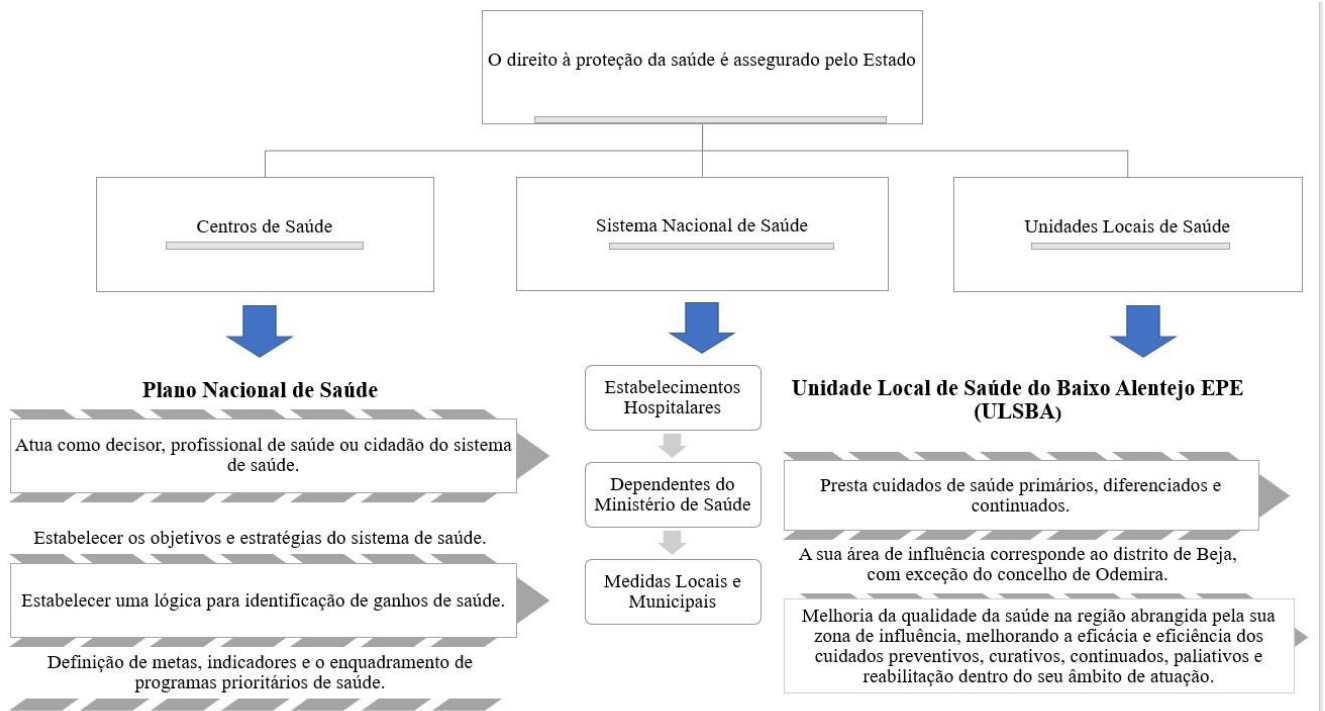 O direito à proteção da saúde é assegurado pelo Estado
Centros de Saúde
Sistema Nacional de Saúde
Unidades Locais de Saúde
Plano Nacional de Saúde
Atua como decisor, profissional de saúde ou cidadão do sistema
de saúde.
Estabelecer os objetivos e estratégias do sistema de saúde.
Estabelecer uma lógica para identificação de ganhos de saúde.
Definição de metas, indicadores e o enquadramento de
programas prioritários de saúde.
Estabelecimentos
Hospitalares
Dependentes do
Ministério de Saúde
Medidas Locais e
Municipais
Unidade Local de Saúde do Baixo Alentejo EPE
(ULSBA)
Presta cuidados de saúde primários, diferenciados e
continuados.
A sua área de influência corresponde ao distrito de Beja,
com exceção do concelho de Odemira.
Melhoria da qualidade da saúde na região abrangida pela sua
zona de influência, melhorando a eficácia e eficiência dos
cuidados preventivos, curativos, continuados, paliativos e
reabilitação dentro do seu âmbito de atuação.